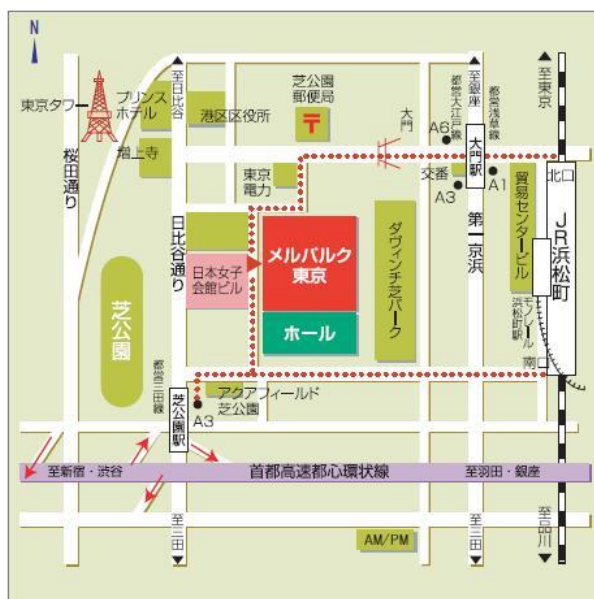 N
東京タワー
プリンス
ホテル
増上寺
桜田通り
至日比谷
港区区役所
芝公園
郵便局
〒
大門
都営大江戸線
至銀座
都営浅草線
至東京
A6
大門駅
交番
A3
A1
北口
東京
電力
日比谷通り
日本女子
会館ビル
メルパルク
東京
ホール
ダヴィンチ芝パーク
第一京浜
貿易センタービル
JR浜松町
モノレール
浜松町駅
南口
芝公園
都営三田線
芝公園駅
A3
アクアフィールド
芝公園
至新宿・渋谷
首都高速都心環状線
至羽田・銀座
至三田
至三田
至品川
AM/PM